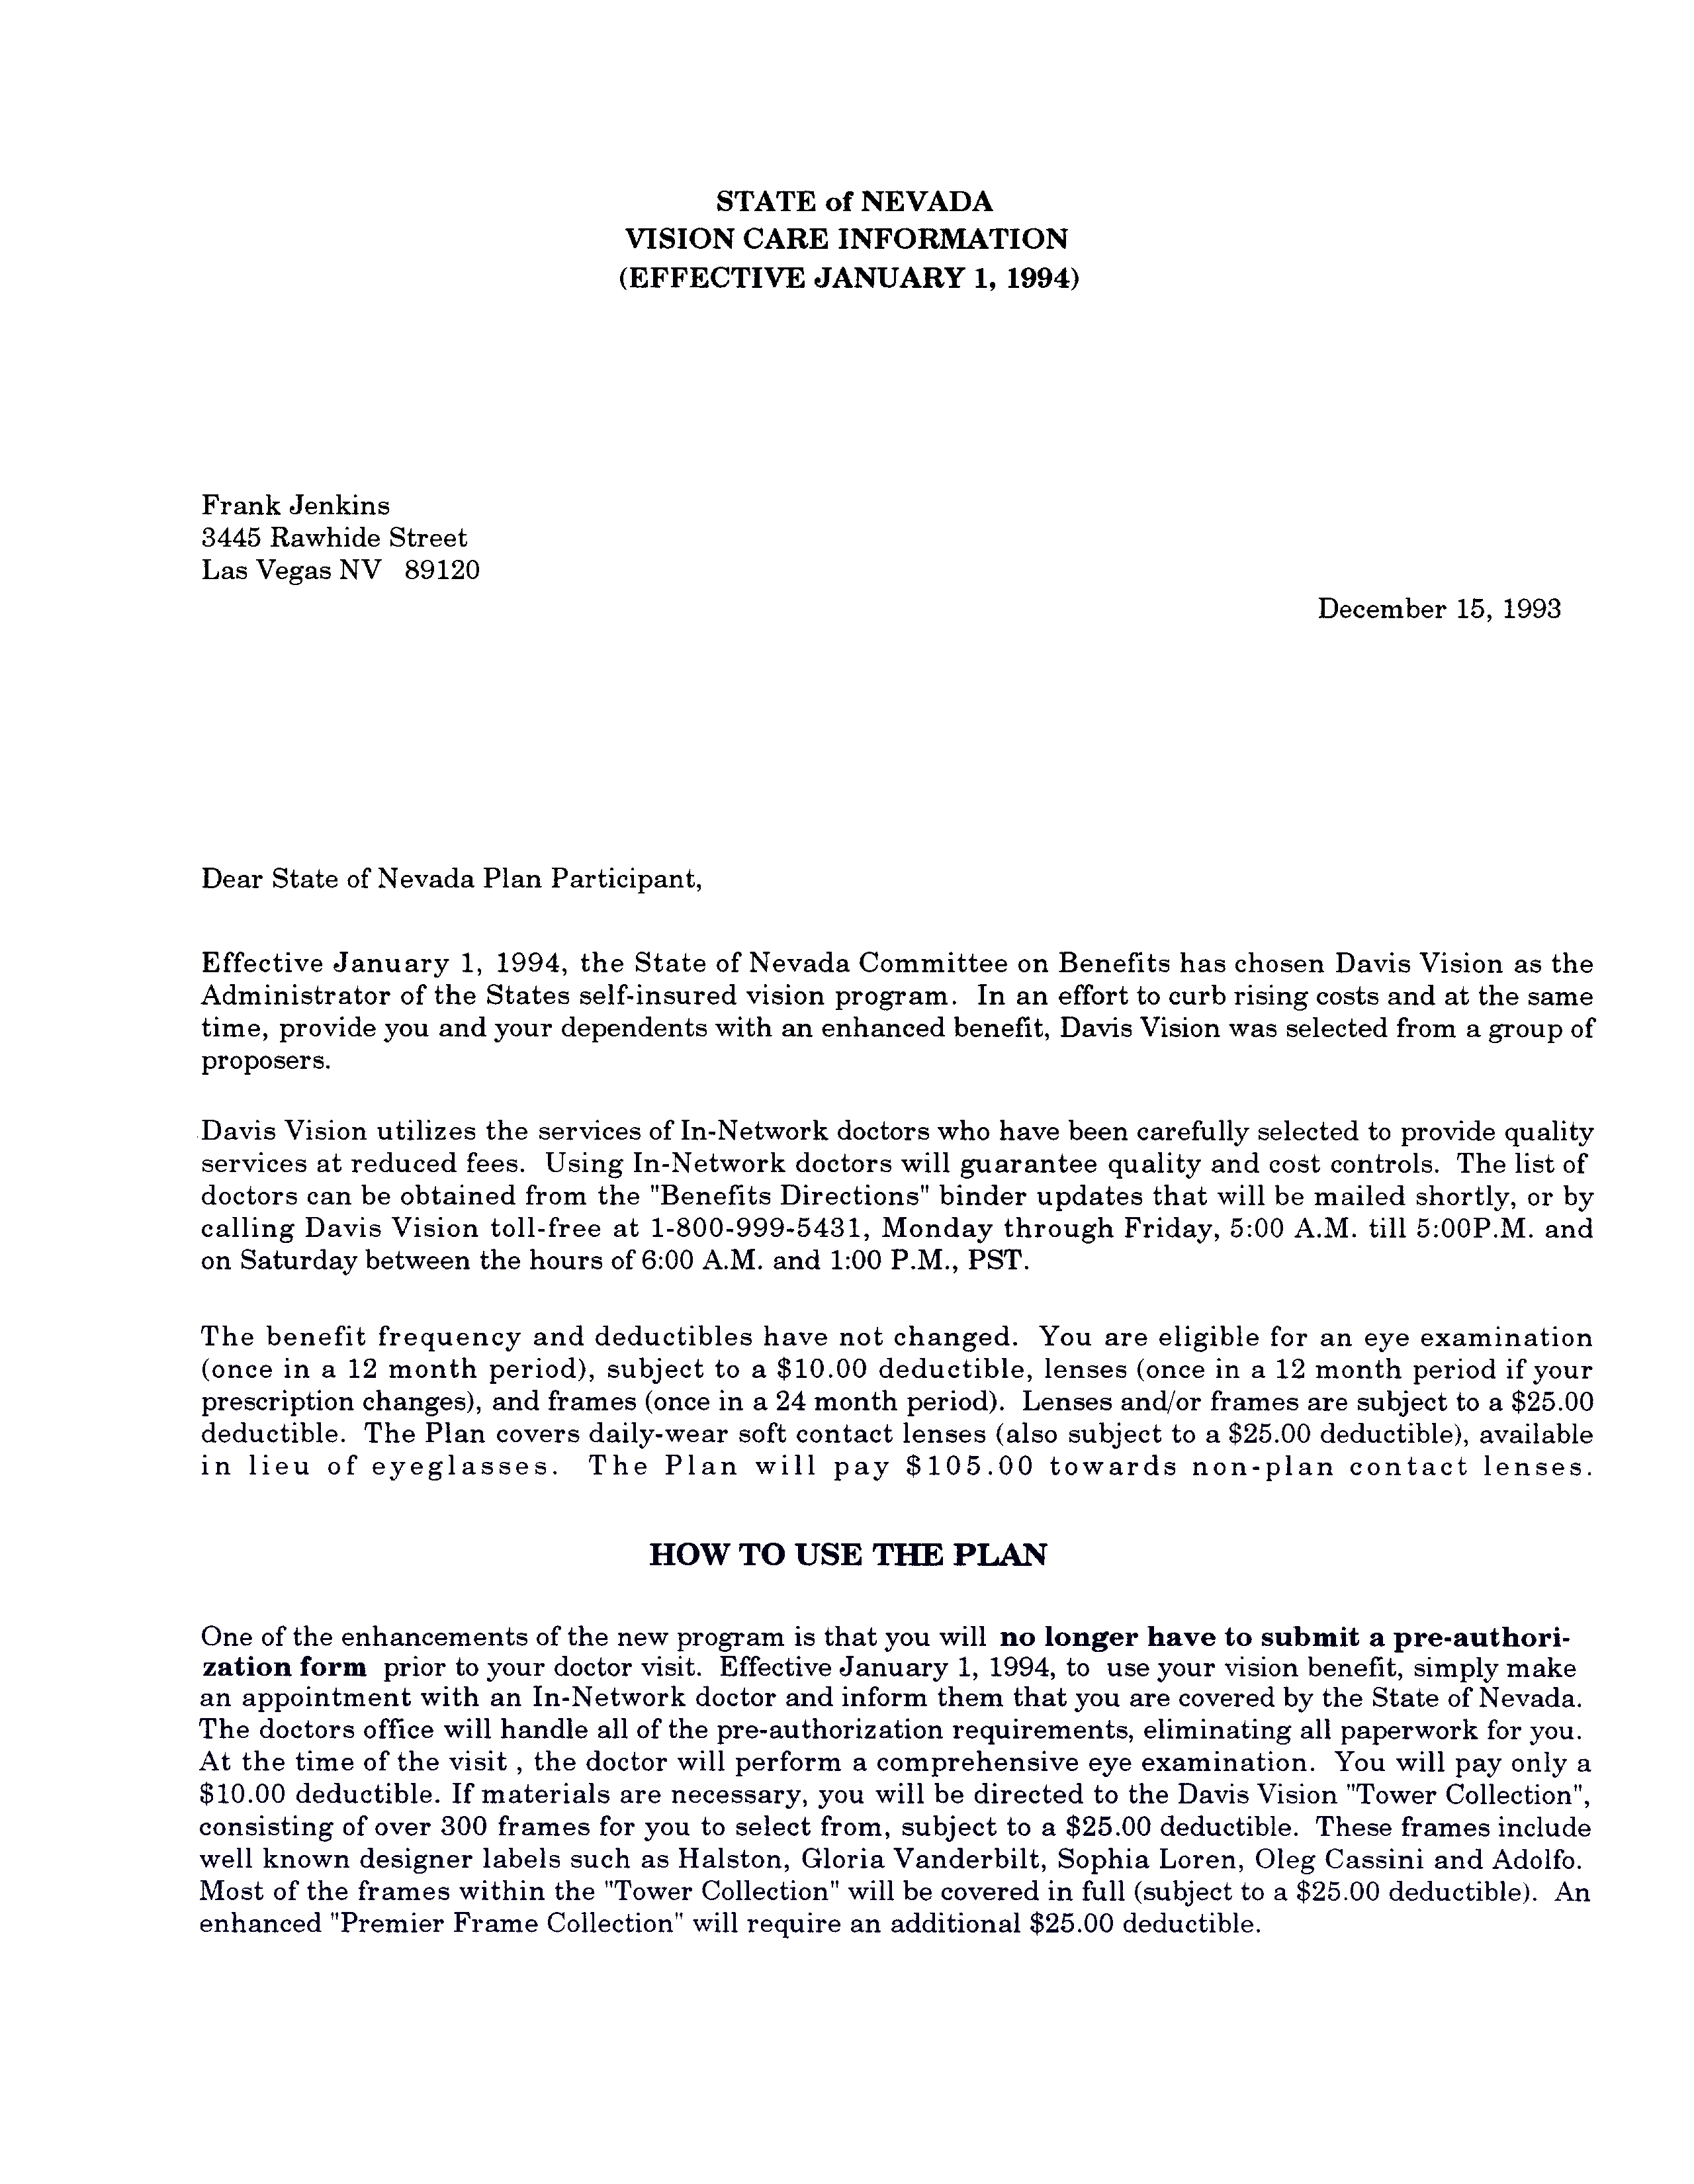 STATE of NEVADA
VISION CARE INFORMATION
(EFFECTIVE JANUARY 1, 1994)
Frank Jenkins
3445 Rawhide Street
Las Vegas NV 89120
December 15, 1993
Dear State of Nevada Plan Participant,
Effective January 1, 1994, the State of Nevada Committee on Benefits has chosen Davis Vision as the
Administrator of the States self-insured vision program. In an effort to curb rising costs and at the same
time, provide you and your dependents with an enhanced benefit, Davis Vision was selected from a group of
proposers.
Davis Vision utilizes the services of In-Network doctors who have been carefully selected to provide quality
services at reduced fees. Using In-Network doctors will guarantee quality and cost controls. The list of
doctors can be obtained from the "Benefits Directions" binder updates that will be mailed shortly, or by
calling Davis Vision toll-free at 1-800-999-5431, Monday through Friday, 5:00 A.M. till 5:00P.M. and
on Saturday between the hours of 6:00 A.M. and 1:00 P.M., PST.
The benefit frequency and deductibles have not changed. You are eligible for an eye examination
(once in a 12 month period), subject to a $10.00 deductible, lenses (once in a 12 month period if your
prescription changes), and frames (once in a 24 month period). Lenses and/or frames are subject to a $25.00
deductible. The Plan covers daily-wear soft contact lenses (also subject to a $25.00 deductible), available
in lieu of eyeglasses. The Plan will pay $105.00 towards non-plan contact lenses.
HOW TO USE THE PLAN
One of the enhancements of the new program is that you will no longer have to submit a pre-authori-
zation form prior to your doctor visit. Effective January 1, 1994, to use your vision benefit, simply make
an appointment with an In-Network doctor and inform them that you are covered by the State of Nevada.
The doctors office will handle all of the pre-authorization requirements, eliminating all paperwork for you.
At the time of the visit , the doctor will perform a comprehensive eye examination. You will pay only a
$10.00 deductible. If materials are necessary, you will be directed to the Davis Vision "Tower Collection",
consisting of over 300 frames for you to select from, subject to a $25.00 deductible. These frames include
well known designer labels such as Halston, Gloria Vanderbilt, Sophia Loren, Oleg Cassini and Adolfo.
Most of the frames within the "Tower Collection" will be covered in full (subject to a $25.00 deductible). An
enhanced "Premier Frame Collection" will require an additional $25.00 deductible.